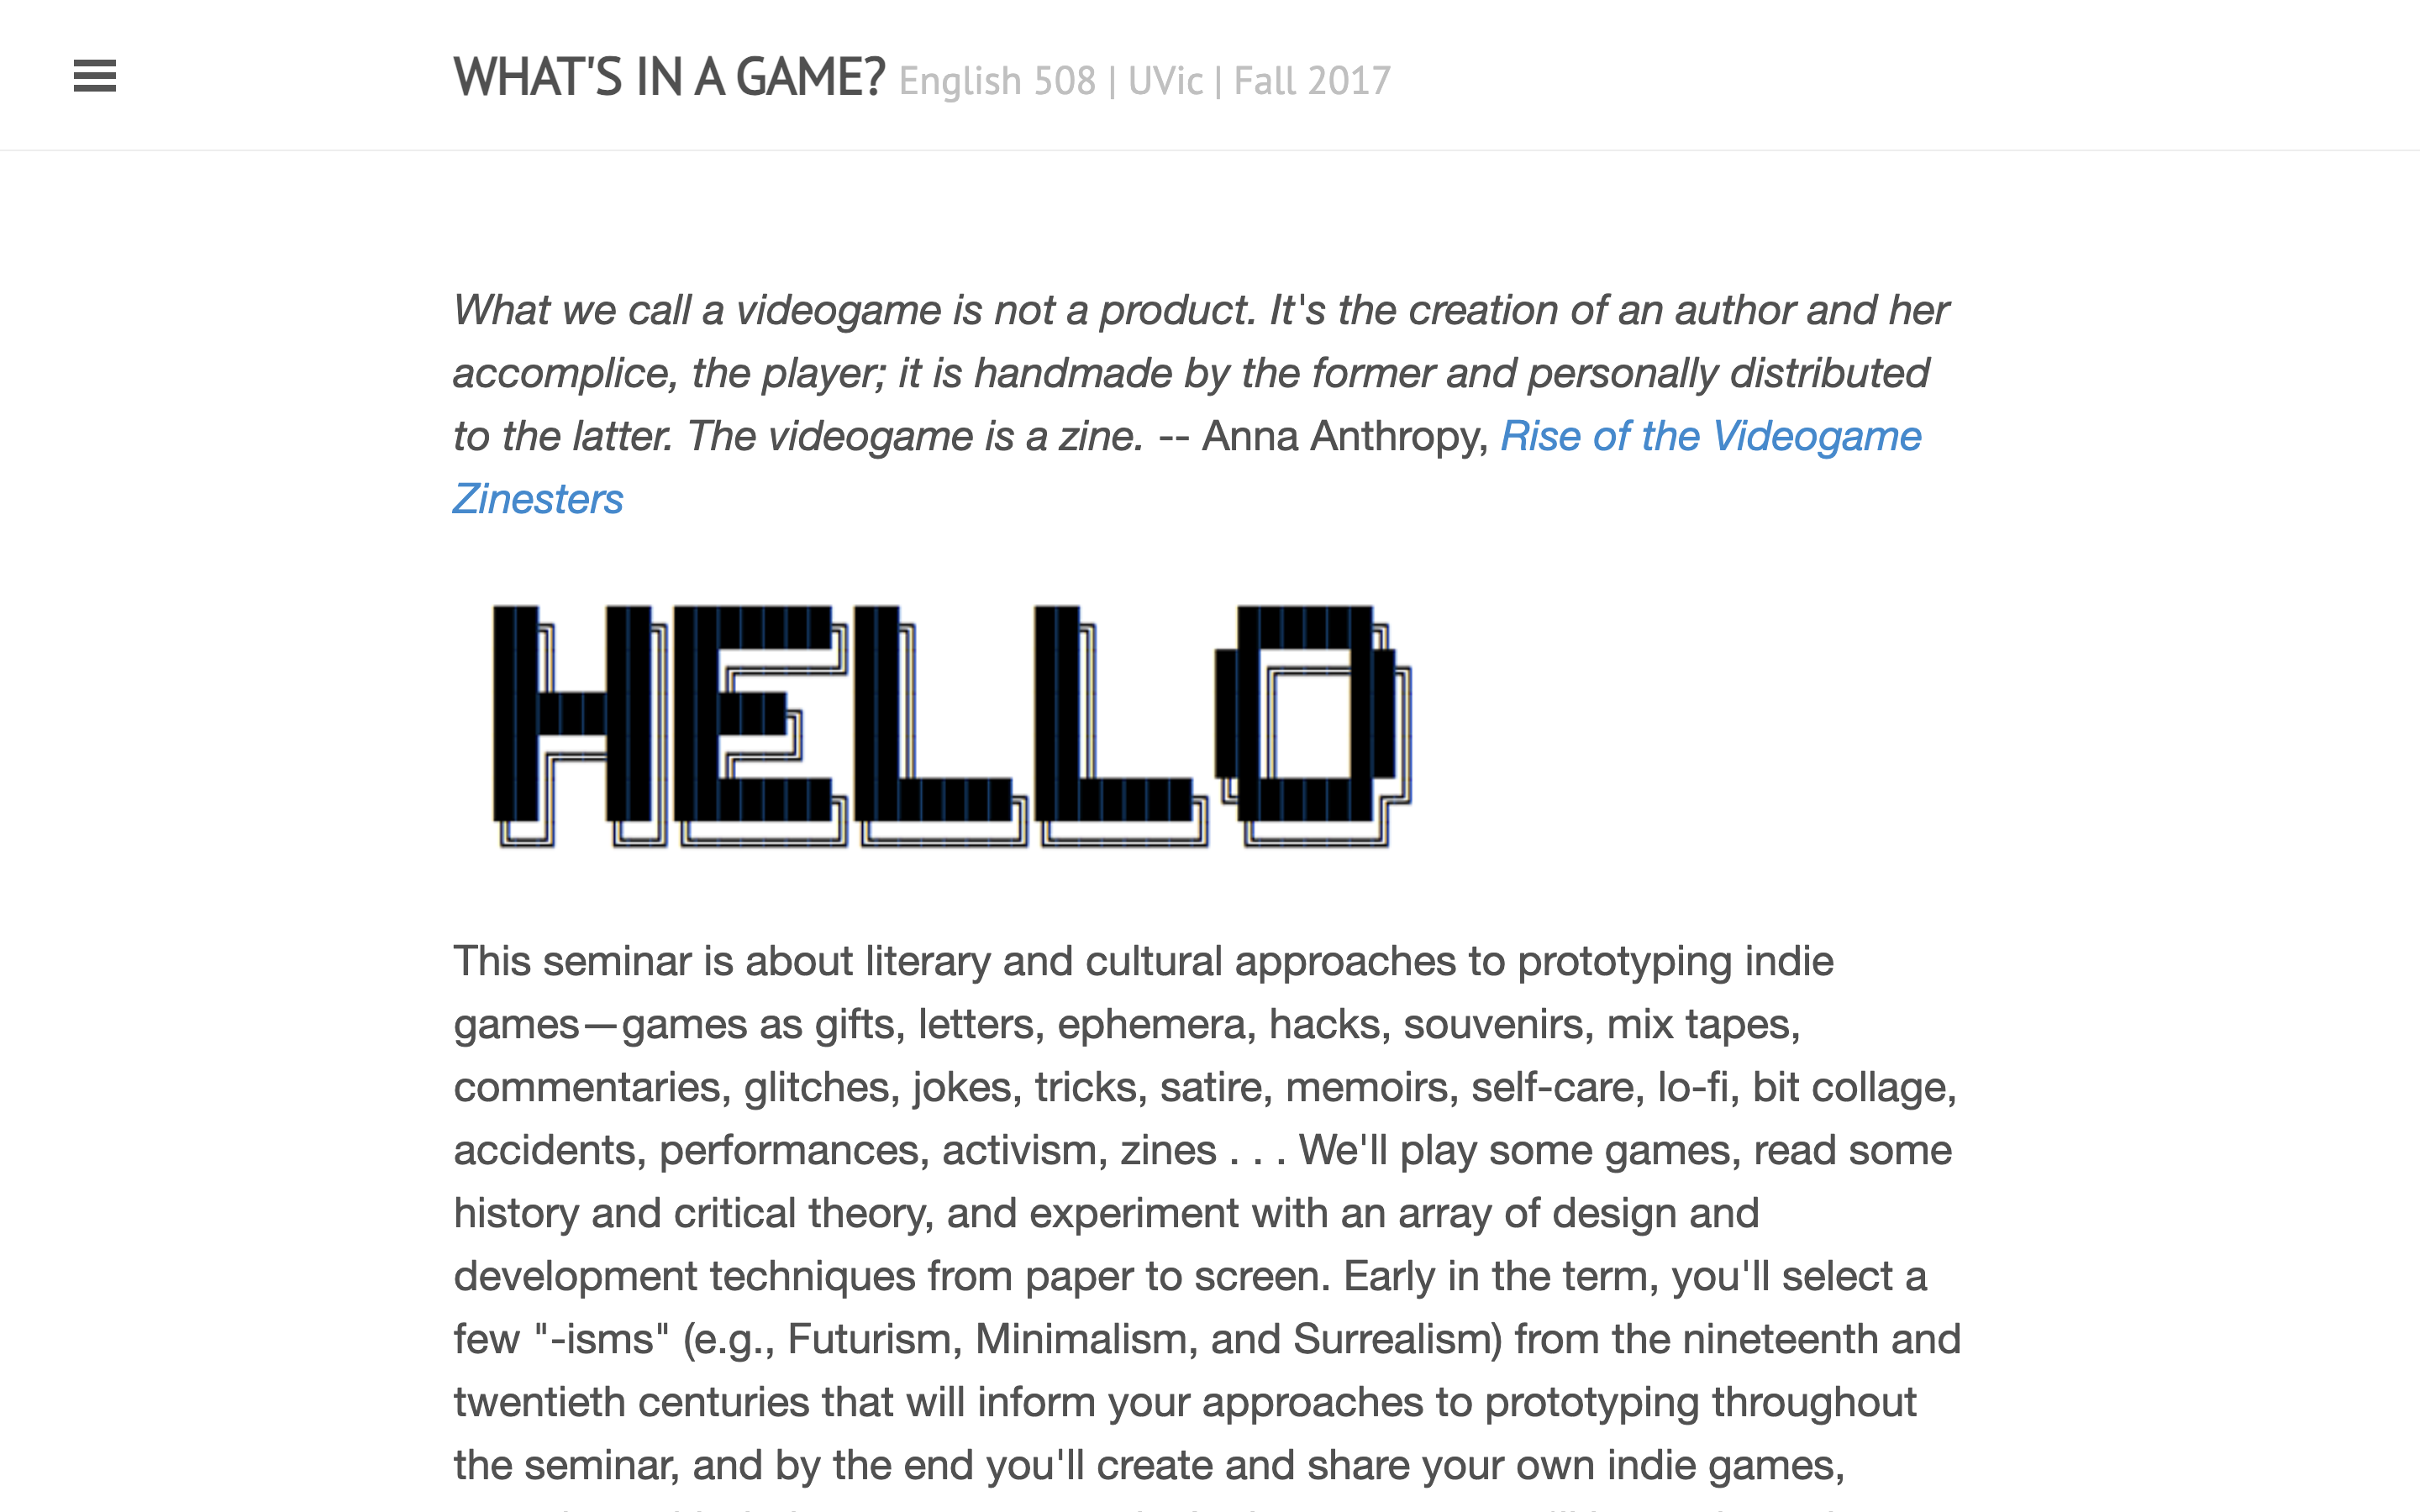 WHAT'S IN A GAME? English 508 | UVic | Fall 2017
What we call a videogame is not a product. It's the creation of an author and her
accomplice, the player; it is handmade by the former and personally distributed
to the latter. The videogame is a zine. -- Anna Anthropy, Rise of the Videogame
Zinesters
HELLO
This seminar is about literary and cultural approaches to prototyping indie
games—games as gifts, letters, ephemera, hacks, souvenirs, mix tapes,
commentaries, glitches, jokes, tricks, satire, memoirs, self-care, lo-fi, bit collage,
accidents, performances, activism, zines . . . We'll play some games, read some
history and critical theory, and experiment with an array of design and
development techniques from paper to screen. Early in the term, you'll select a
few "-isms" (e.g., Futurism, Minimalism, and Surrealism) from the nineteenth and
twentieth centuries that will inform your approaches to prototyping throughout
the seminar, and by the end you'll create and share your own indie games,